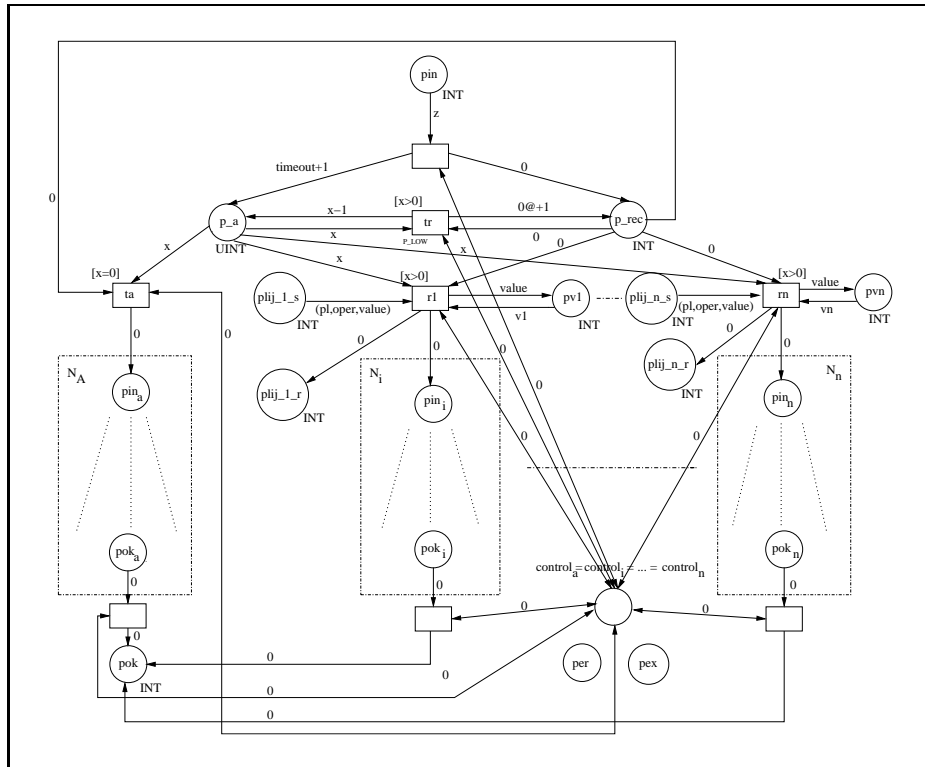 pin
INT
z
timeout+1
0
0
[x>0]
x−1
0@+1
p_a
tr
p_rec
x
0
UINT
P_LOW
INT
x
x
0
x
0
[x=0]
[x>0]
[x>0]
ta
plij_1_s
r1
value
pv1
plij_n_s
rn
value
pvn
(pl,oper,value)
v1
(pl,oper,value)
vn
INT
INT
INT
INT
0
0
0
0
0
0
0
0
0
N_A
N_i
N_n
plij_n_r
INT
pin_a
plij_1_r
pin_i
pin_n
INT
0
0
pok_a
pok_i
pok_n
control_a = control_i = ... = control_n
0
0
0
0
0
0
pok
0
0
per
pex
INT
0
0